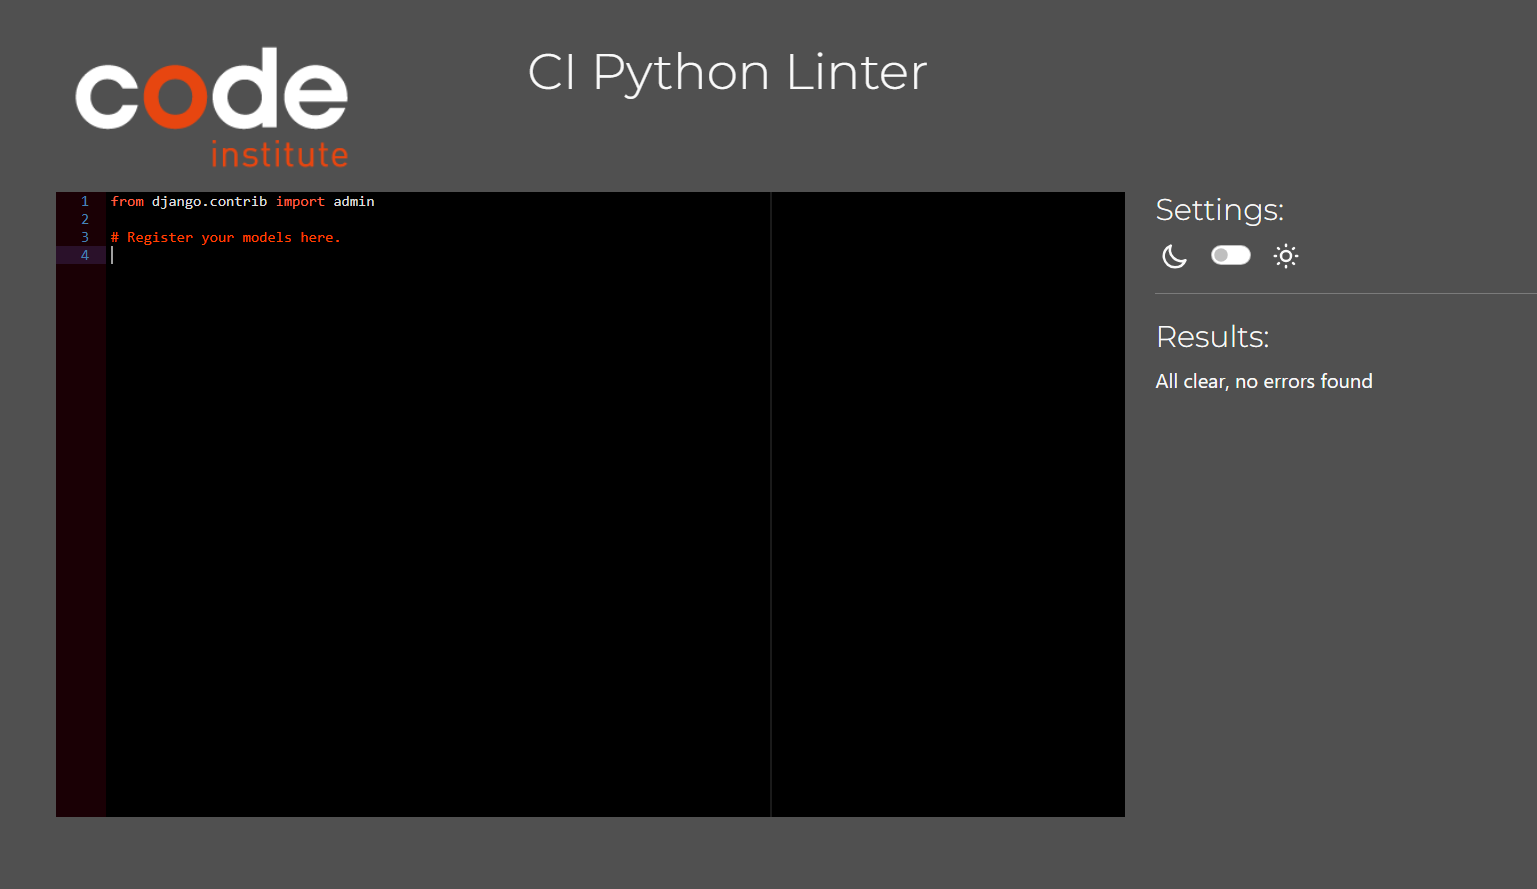 code
institute
CI Python Linter
1 from django.contrib import admin
2
3 # Register your models here.
4
Settings:
Results:
All clear, no errors found